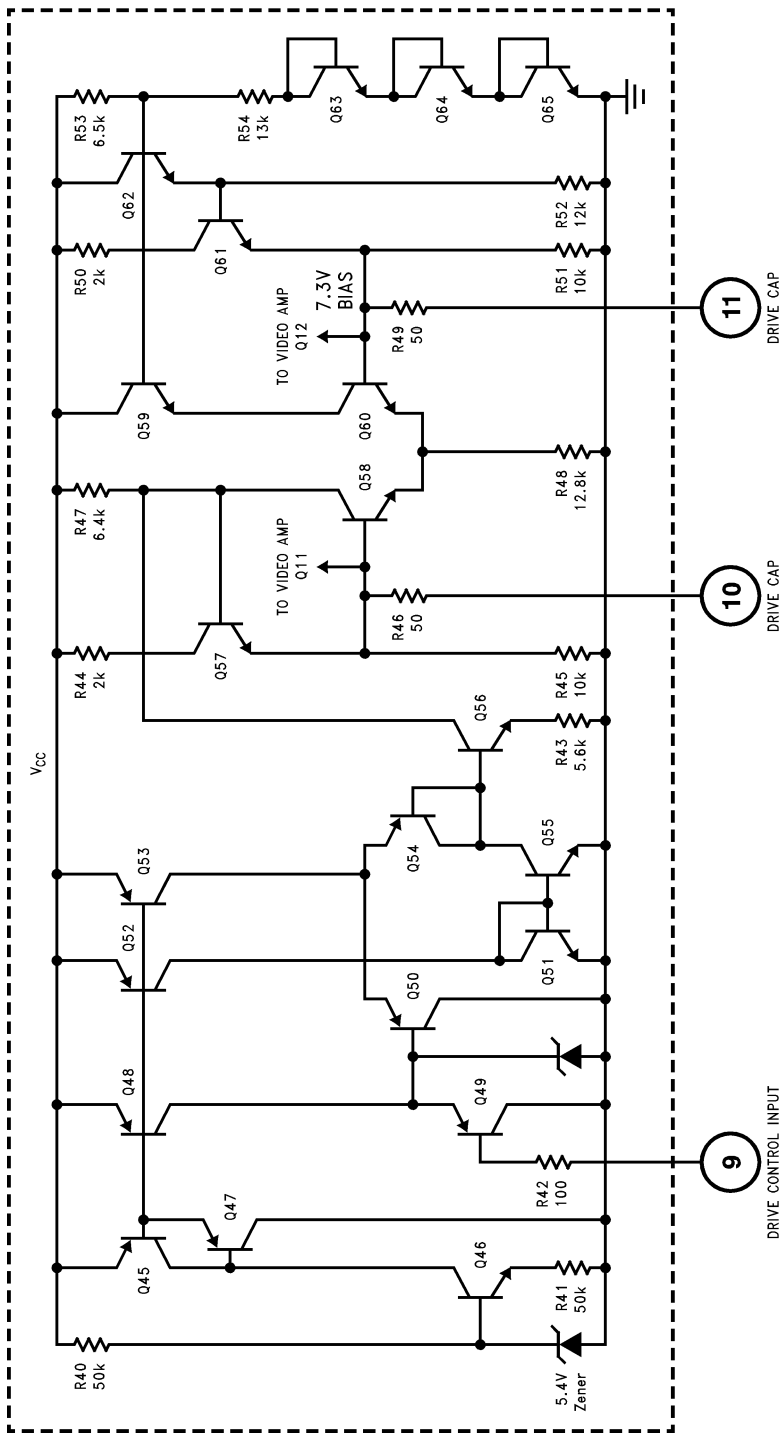 VCC
R40
50k
5.4V
Zener
Q45
Q47
Q46
R41
50k
Q48
Q49
R42
100
Q50
Q52
Q53
Q51
Q54
Q55
Q56
R43
5.6k
R44
2k
Q57
R45
10k
R46
50
TO VIDEO AMP
Q11
R47
6.4k
Q58
R48
12.8k
Q59
Q60
TO VIDEO AMP
Q12
7.3V
BIAS
R49
50
R50
2k
Q61
R51
10k
Q62
R52
12k
R53
6.5k
R54
13k
Q63
Q64
Q65
9
DRIVE CONTROL INPUT
10
DRIVE CAP
11
DRIVE CAP